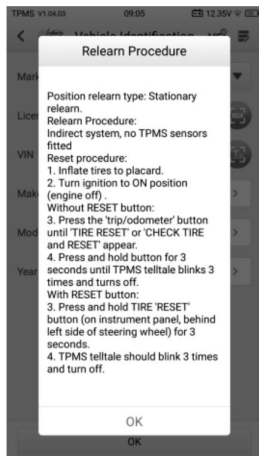 TPMS V1.04.03 09:05 12.35V
Vehicle Identification
Relearn Procedure
Mark
Licen
VIN
Make
Mod
Year
Position relearn type: Stationary
relearn.
Relearn Procedure:
Indirect system, no TPMS sensors
fitted
Reset procedure:
1. Inflate tires to placard.
2. Turn ignition to ON position
(engine off) .
Without RESET button:
3. Press the 'trip/odometer' button
until 'TIRE RESET' or 'CHECK TIRE
and RESET' appear.
4. Press and hold button for 3
seconds until TPMS telltale blinks 3
times and turns off.
With RESET button:
3. Press and hold TIRE 'RESET'
button (on instrument panel, behind
left side of steering wheel) for 3
seconds.
4. TPMS telltale should blink 3 times
and turn off.
OK
OK